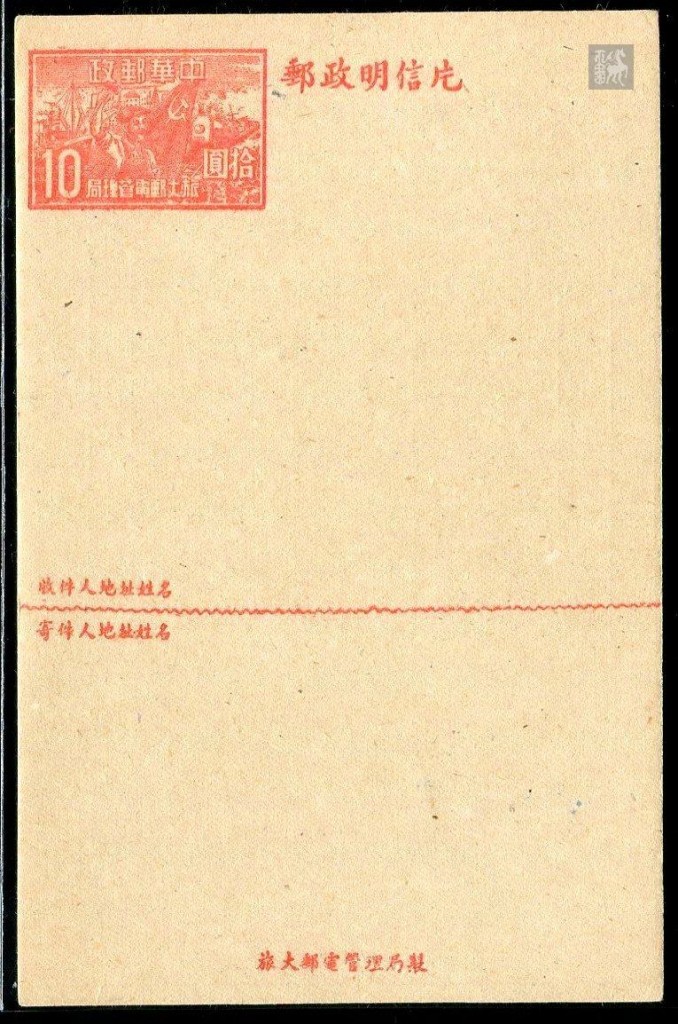 中華郵政
郵政明信片
10
拾圓
旅大郵電管理局
收件人地址姓名
寄件人地址姓名
旅大郵電管理局製